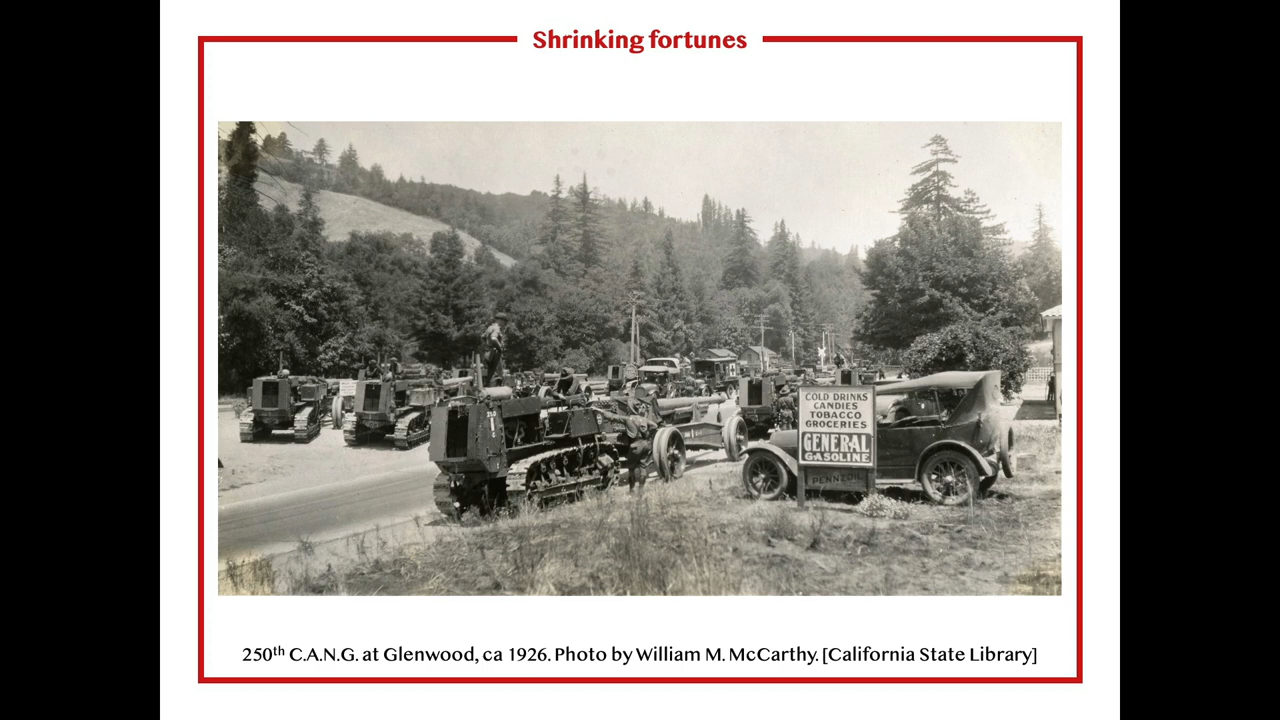 Shrinking fortunes
COLD DRINKS
CANDIES
TOBACCO
GROCERIES
GENERAL
GASOLINE
PENNZOIL
250th C.A.N.G. at Glenwood, ca 1926. Photo by William M. McCarthy. [California State Library]